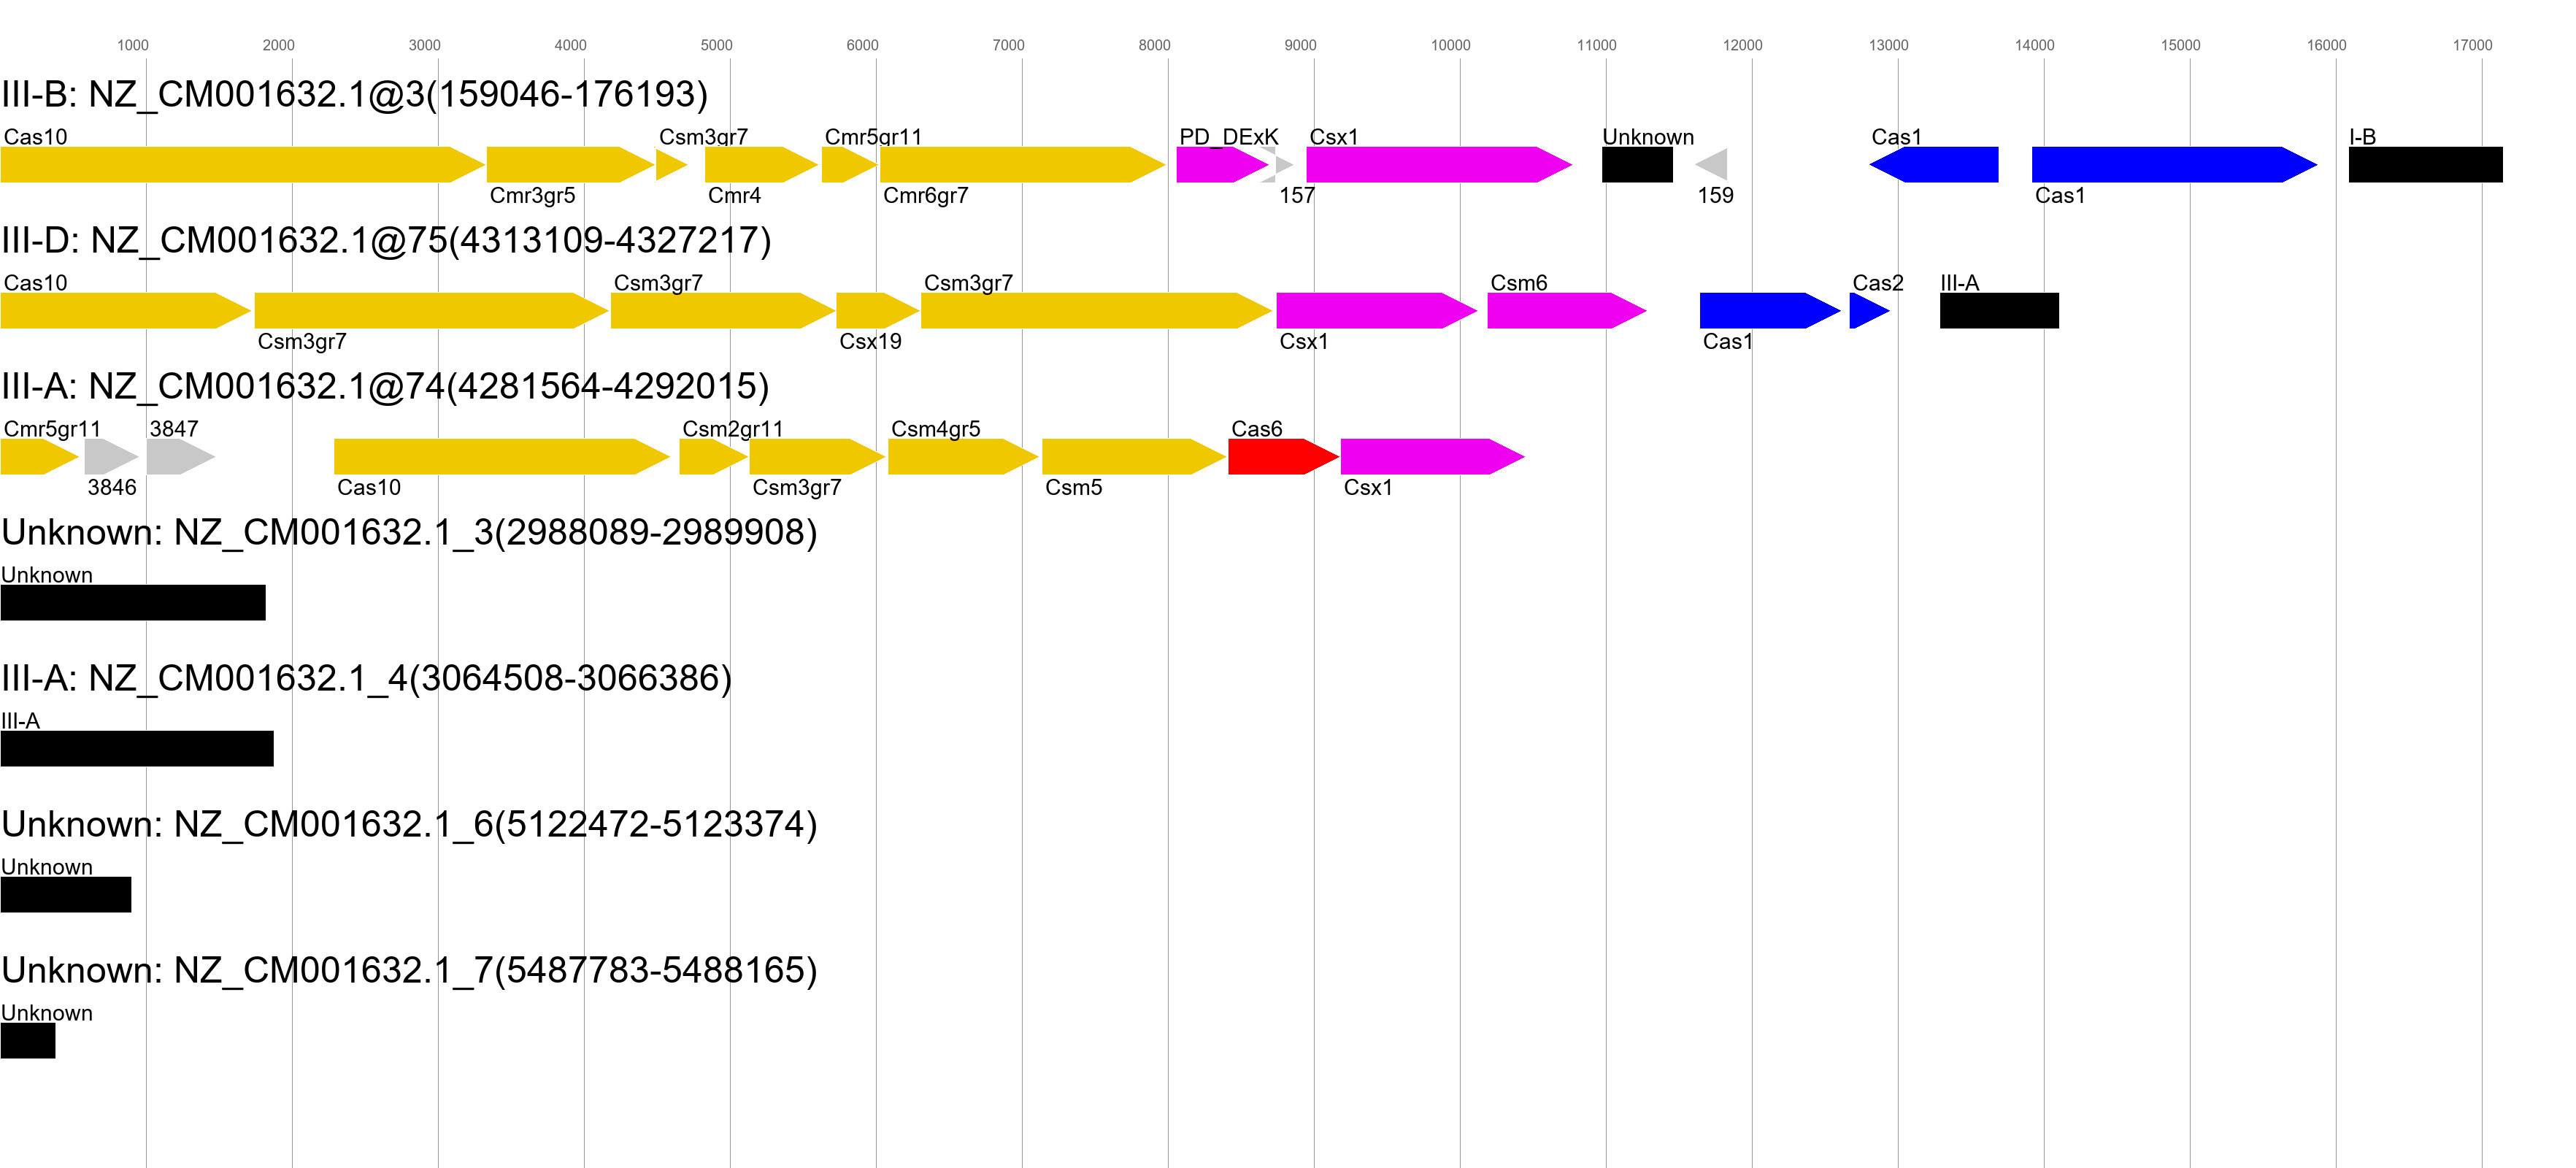 1000 2000 3000 4000 5000 6000 7000 8000 9000 10000 11000 12000 13000 14000 15000 16000 17000
III-B: NZ_CM001632.1@3(159046-176193)
Cas10 Csm3gr7 Cmr5gr11 PD_DExK Csx1 Unknown Cas1 I-B
Cmr3gr5 Cmr4 Cmr6gr7 157 159 Cas1
III-D: NZ_CM001632.1@75(4313109-4327217)
Cas10 Csm3gr7 Csm3gr7 Csm6 Cas2 III-A
Csm3gr7 Csx19 Csx1 Cas1
III-A: NZ_CM001632.1@74(4281564-4292015)
Cmr5gr11 3847 Csm2gr11 Csm4gr5 Cas6
3846 Cas10 Csm3gr7 Csm5 Csx1
Unknown: NZ_CM001632.1_3(2988089-2989908)
Unknown
III-A: NZ_CM001632.1_4(3064508-3066386)
III-A
Unknown: NZ_CM001632.1_6(5122472-5123374)
Unknown
Unknown: NZ_CM001632.1_7(5487783-5488165)
Unknown